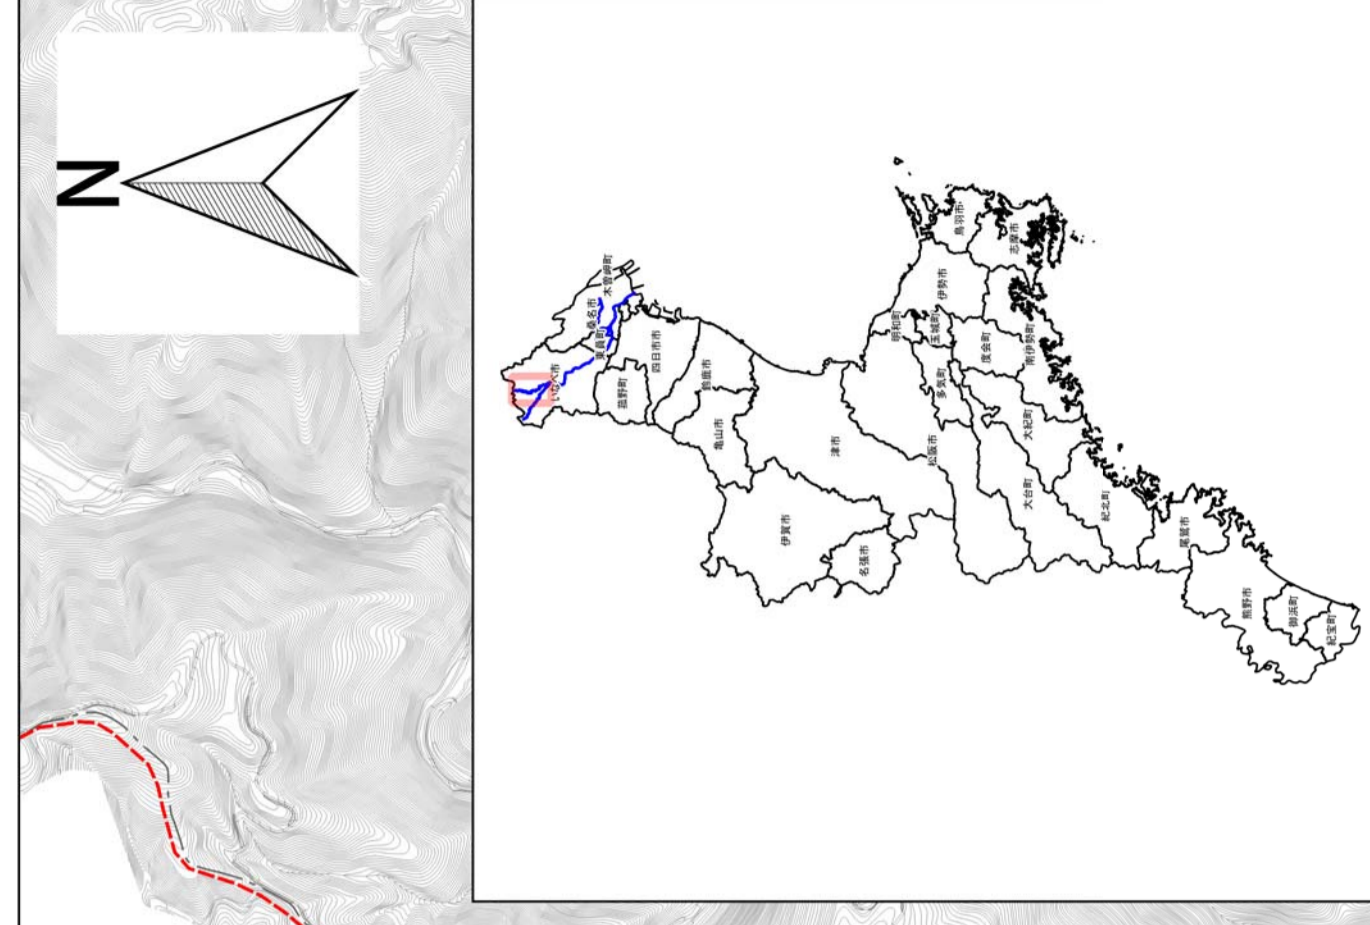 N
木曽岬町
桑名市
東員町
いなべ市
四日市市
菰野町
鈴鹿市
亀山市
津市
伊賀市
名張市
松阪市
明和町
多気町
玉城町
伊勢市
鳥羽市
志摩市
度会町
南伊勢町
大紀町
大台町
紀北町
尾鷲市
熊野市
御浜町
紀宝町